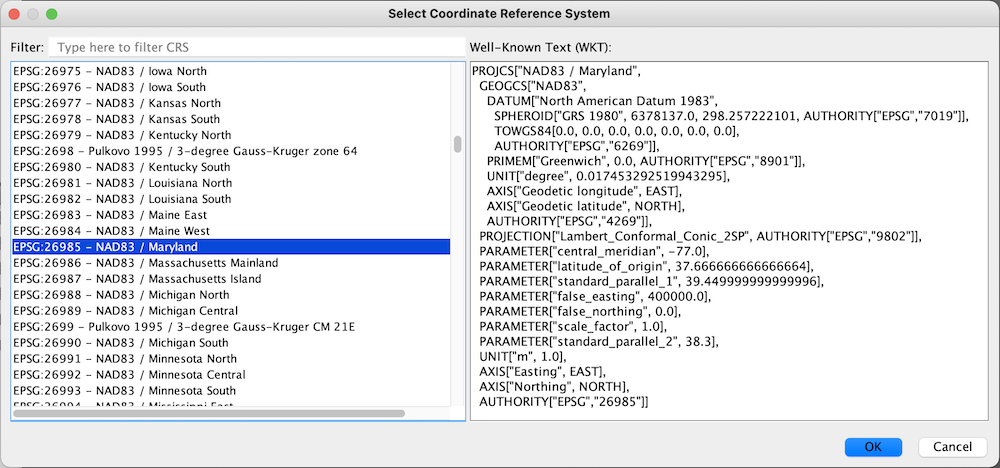 Select Coordinate Reference System
Filter: Type here to filter CRS
EPSG:26975 - NAD83 / Iowa North
EPSG:26976 - NAD83 / Iowa South
EPSG:26977 - NAD83 / Kansas North
EPSG:26978 - NAD83 / Kansas South
EPSG:26979 - NAD83 / Kentucky North
EPSG:2698 - Pulkovo 1995 / 3-degree Gauss-Kruger zone 64
EPSG:26980 - NAD83 / Kentucky South
EPSG:26981 - NAD83 / Louisiana North
EPSG:26982 - NAD83 / Louisiana South
EPSG:26983 - NAD83 / Maine East
EPSG:26984 - NAD83 / Maine West
EPSG:26985 - NAD83 / Maryland
EPSG:26986 - NAD83 / Massachusetts Mainland
EPSG:26987 - NAD83 / Massachusetts Island
EPSG:26988 - NAD83 / Michigan North
EPSG:26989 - NAD83 / Michigan Central
EPSG:2699 - Pulkovo 1995 / 3-degree Gauss-Kruger CM 21E
EPSG:26990 - NAD83 / Michigan South
EPSG:26991 - NAD83 / Minnesota North
EPSG:26992 - NAD83 / Minnesota Central
EPSG:26993 - NAD83 / Minnesota South
EPSG:26994 - NAD83 / Mississippi East
Well-Known Text (WKT):
PROJCS["NAD83 / Maryland",
GEOGCS["NAD83",
DATUM["North American Datum 1983",
SPHEROID["GRS 1980", 6378137.0, 298.257222101, AUTHORITY["EPSG","7019"]],
TOWGS84[0.0, 0.0, 0.0, 0.0, 0.0, 0.0, 0.0],
AUTHORITY["EPSG","6269"]],
PRIMEM["Greenwich", 0.0, AUTHORITY["EPSG","8901"]],
UNIT["degree", 0.017453292519943295],
AXIS["Geodetic longitude", EAST],
AXIS["Geodetic latitude", NORTH],
AUTHORITY["EPSG","4269"]],
PROJECTION["Lambert_Conformal_Conic_2SP", AUTHORITY["EPSG","9802"]],
PARAMETER["central_meridian", -77.0],
PARAMETER["latitude_of_origin", 37.666666666666664],
PARAMETER["standard_parallel_1", 39.449999999999996],
PARAMETER["false_easting", 400000.0],
PARAMETER["false_northing", 0.0],
PARAMETER["scale_factor", 1.0],
PARAMETER["standard_parallel_2", 38.3],
UNIT["m", 1.0],
AXIS["Easting", EAST],
AXIS["Northing", NORTH],
AUTHORITY["EPSG","26985"]]
OK
Cancel